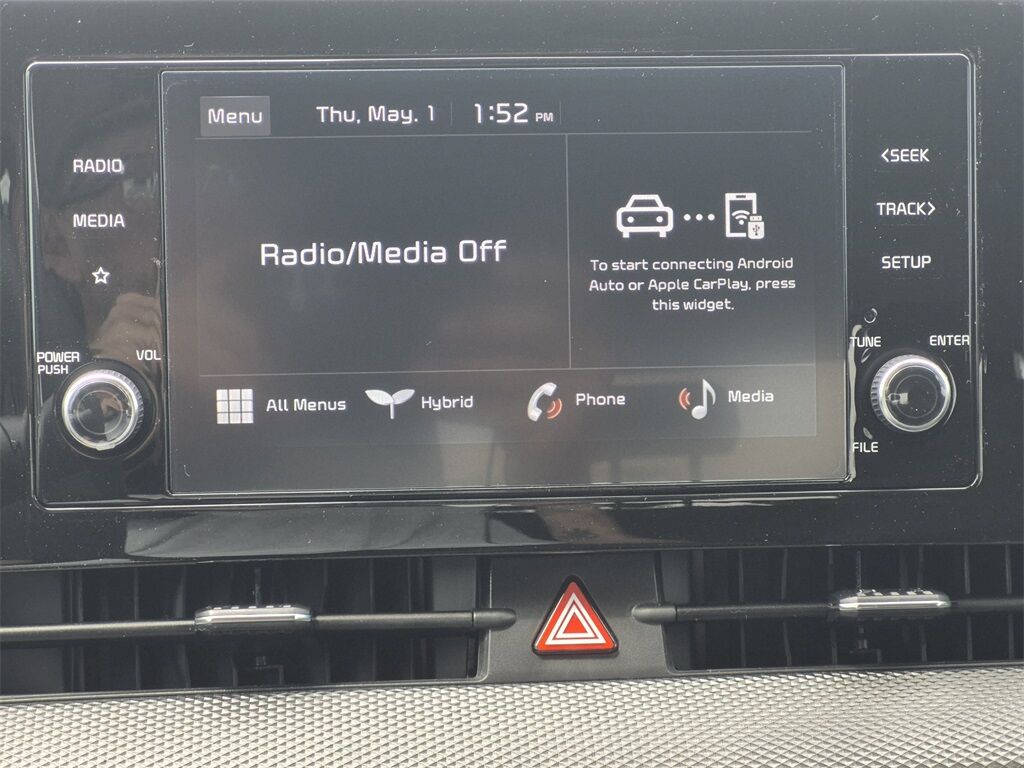 Menu
Thu, May. 1
1:52 PM
RADIO
MEDIA
POWER
PUSH
VOL
Radio/Media Off
To start connecting Android
Auto or Apple CarPlay, press
this widget.
All Menus
Hybrid
Phone
Media
<SEEK
TRACK>
SETUP
TUNE
ENTER
FILE